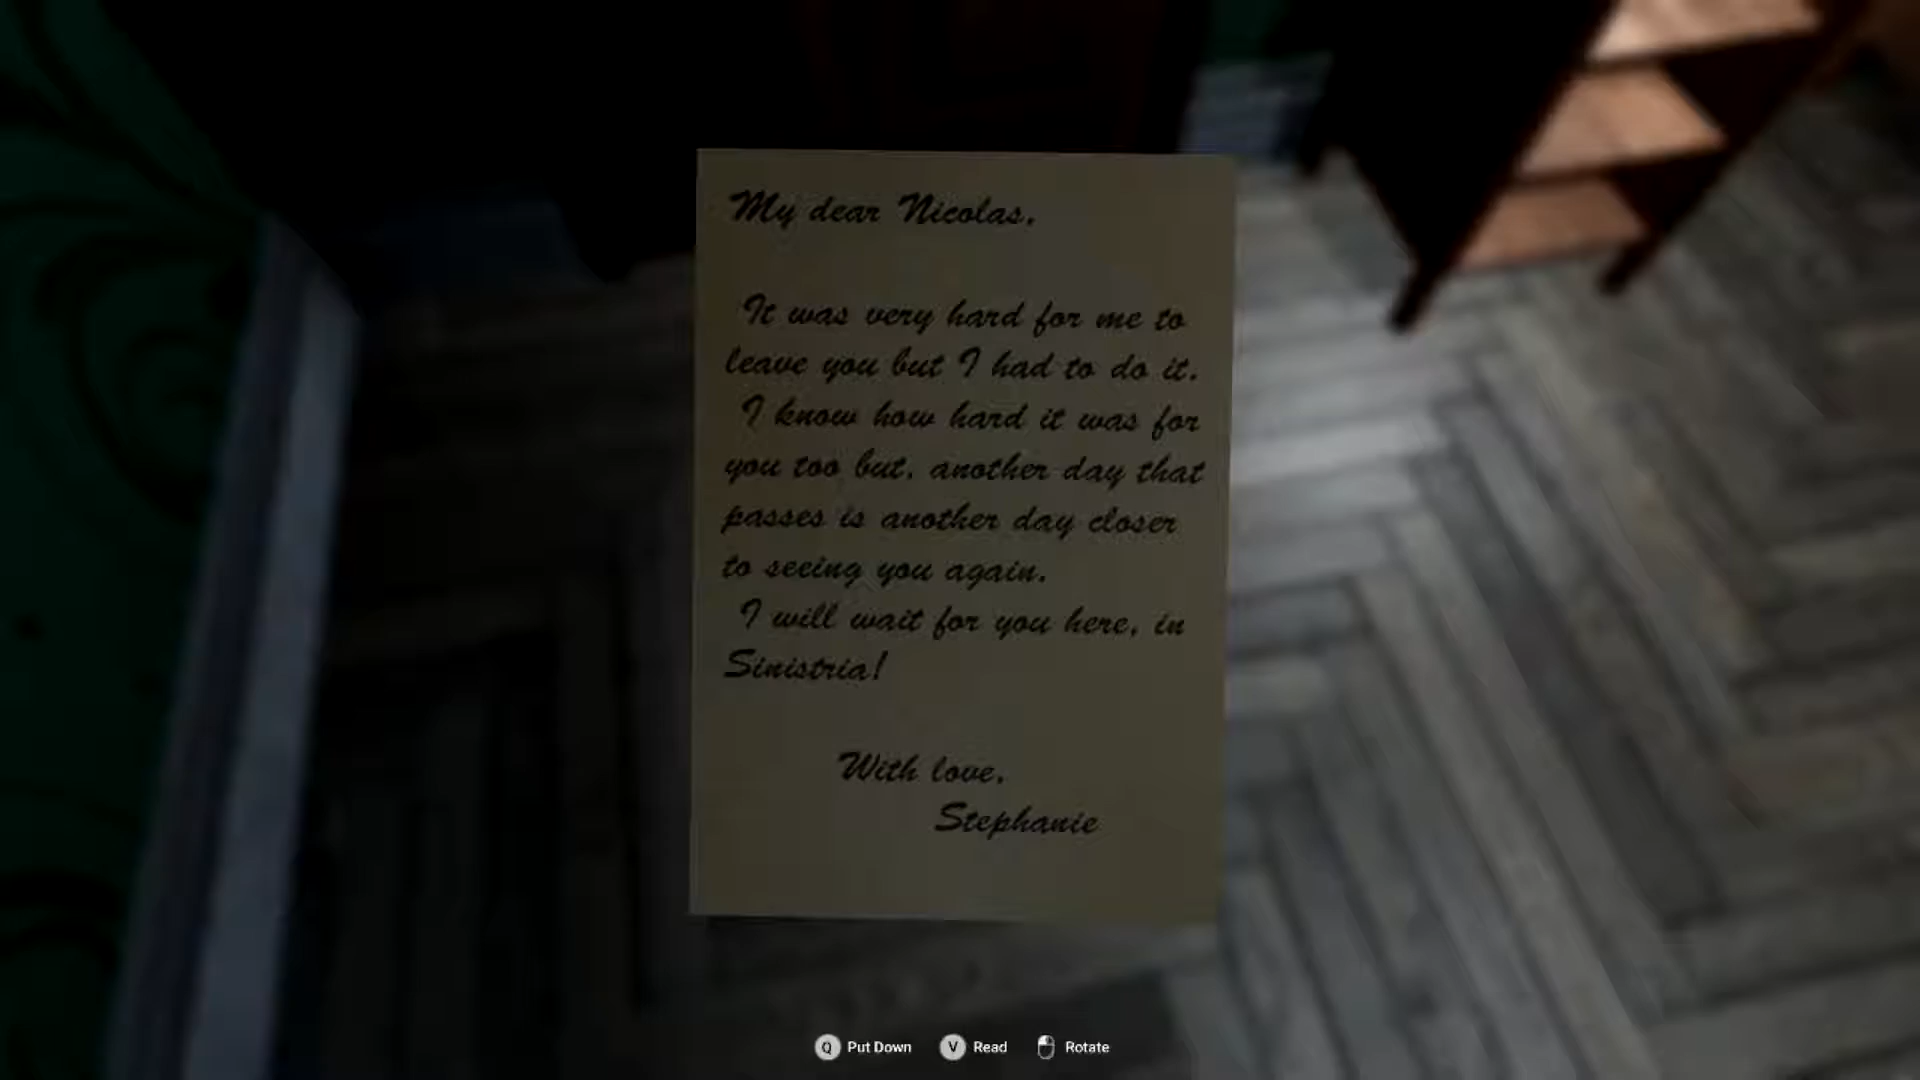 My dear Nicolas,
It was very hard for me to
leave you but I had to do it.
I know how hard it was for
you too but, another day that
passes is another day closer
to seeing you again.
I will wait for you here, in
Sinistria!
With love,
Stephanie
Q Put Down V Read Rotate